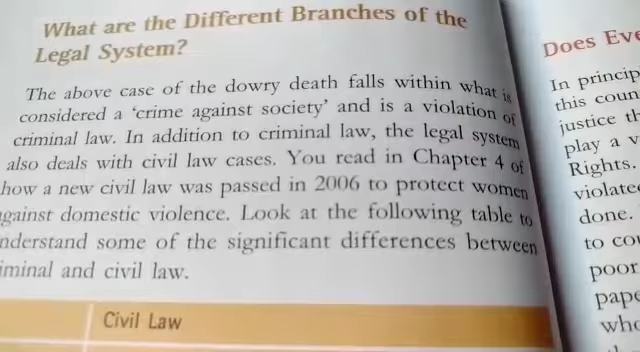 What are the Different Branches of the
Legal System?
The above case of the dowry death falls within what is
considered a 'crime against society' and is a violation of
criminal law. In addition to criminal law, the legal system
also deals with civil law cases. You read in Chapter 4 of
how a new civil law was passed in 2006 to protect women
gainst domestic violence. Look at the following table to
nderstand some of the significant differences between
iminal and civil law.
Civil Law
Does Eve
In princip
this coun
justice th
play a v
Rights.
violate
done.
to cou
poor
pape
who